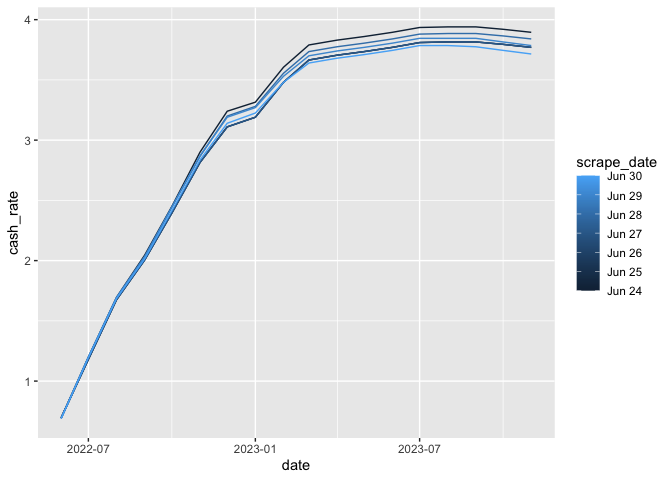 4
3
2
1
cash_rate
2022-07
2023-01
2023-07
date
scrape_date
Jun 30
Jun 29
Jun 28
Jun 27
Jun 26
Jun 25
Jun 24